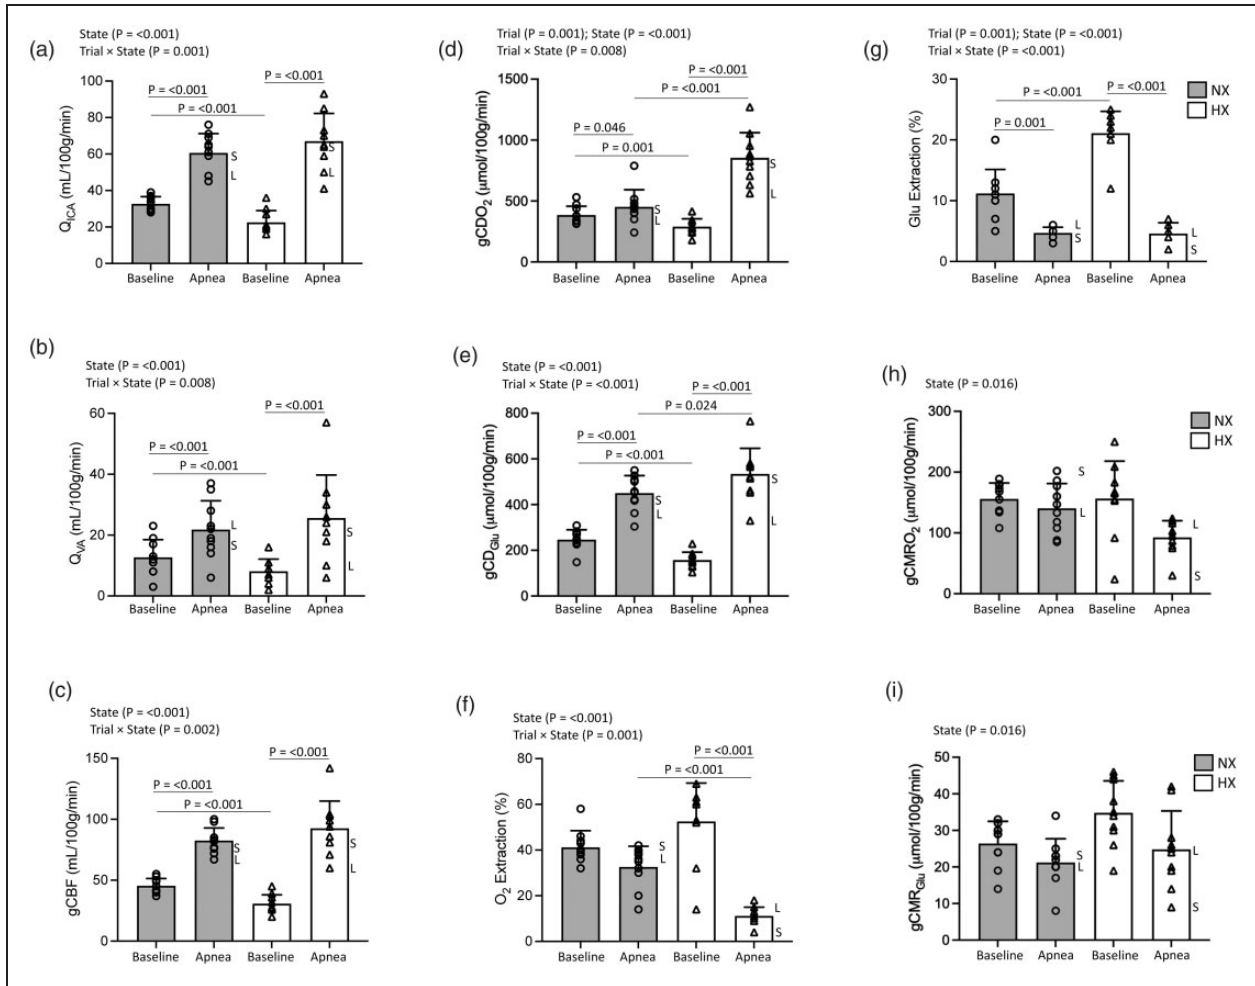 (a)
State (P = <0.001)
Trial × State (P = 0.001)
P = <0.001
P = <0.001
P = <0.001
Q_ICA (mL/100g/min)
100
80
60
40
20
0
S
L
S
L
Baseline Apnea Baseline Apnea
(b)
State (P = <0.001)
Trial × State (P = 0.008)
P = <0.001
P = <0.001
P = <0.001
Q_VA (mL/100g/min)
60
40
20
0
L
S
S
L
Baseline Apnea Baseline Apnea
(c)
State (P = <0.001)
Trial × State (P = 0.002)
P = <0.001
P = <0.001
P = <0.001
gCBF (mL/100g/min)
150
100
50
0
S
L
S
L
Baseline Apnea Baseline Apnea
(d)
Trial (P = 0.001); State (P = <0.001)
Trial × State (P = 0.008)
P = <0.001
P = <0.001
P = 0.046
P = 0.001
gCDO₂ (µmol/100g/min)
1500
1000
500
0
S
L
S
L
Baseline Apnea Baseline Apnea
(e)
State (P = <0.001)
Trial × State (P = <0.001)
P = <0.001
P = 0.024
P = <0.001
P = <0.001
gCD_Glu (µmol/100g/min)
800
600
400
200
0
S
L
S
L
Baseline Apnea Baseline Apnea
(f)
State (P = <0.001)
Trial × State (P = 0.001)
P = <0.001
P = <0.001
O₂ Extraction (%)
80
60
40
20
0
S
L
L
S
Baseline Apnea Baseline Apnea
(g)
Trial (P = 0.001); State (P = <0.001)
Trial × State (P = <0.001)
P = <0.001
P = <0.001
P = 0.001
NX
HX
Glu Extraction (%)
30
20
10
0
L
S
L
S
Baseline Apnea Baseline Apnea
(h)
State (P = 0.016)
NX
HX
gCMRO₂ (µmol/100g/min)
300
200
100
0
S
L
L
S
Baseline Apnea Baseline Apnea
(i)
State (P = 0.016)
NX
HX
gCMR_Glu (µmol/100g/min)
50
40
30
20
10
0
S
L
L
S
Baseline Apnea Baseline Apnea